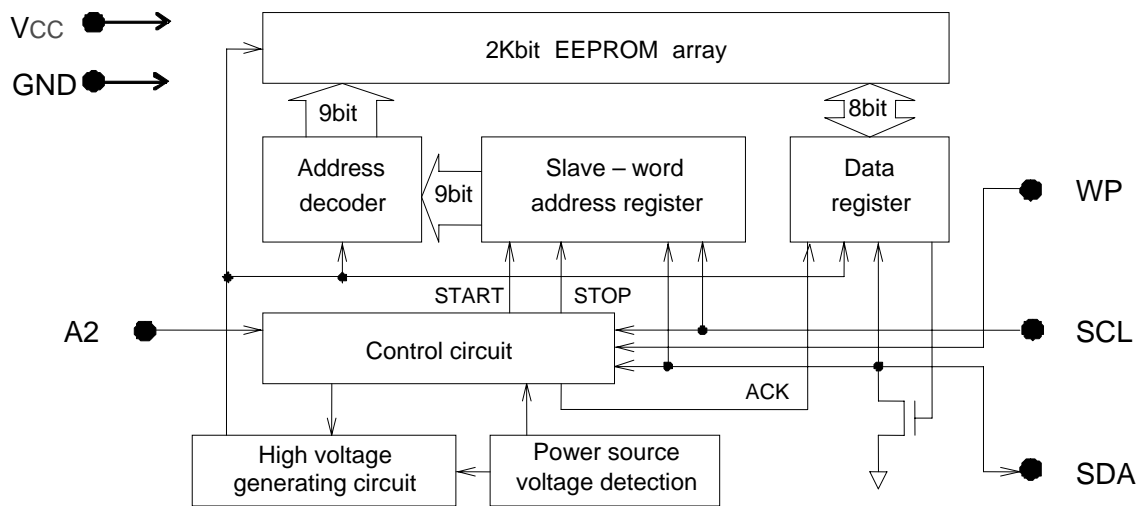 VCC
2Kbit EEPROM array
GND
9bit
8bit
Address
decoder
9bit
Slave – word
address register
Data
register
WP
START
STOP
A2
Control circuit
SCL
ACK
High voltage
generating circuit
Power source
voltage detection
SDA